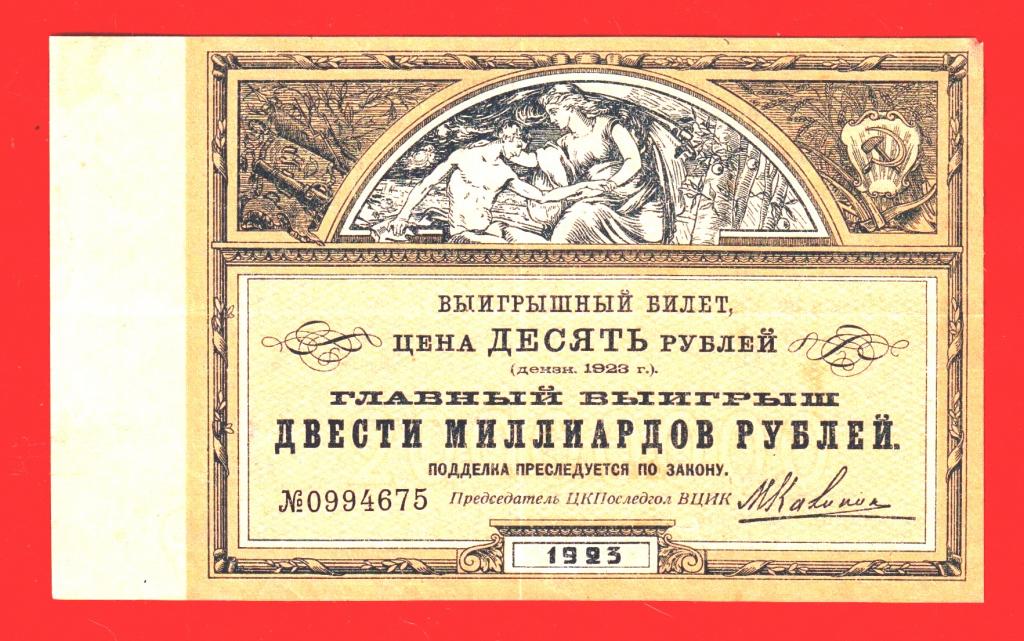 ВЫИГРЫШНЫЙ БИЛЕТ,
ЦЕНА ДЕСЯТЬ РУБЛЕЙ
(дензн. 1923 г.).
ГЛАВНЫЙ ВЫИГРЫШ
ДВЕСТИ МИЛЛИАРДОВ РУБЛЕЙ.
ПОДДЕЛКА ПРЕСЛЕДУЕТСЯ ПО ЗАКОНУ.
№0994675 Председатель ЦКПоследгол ВЦИК
1923